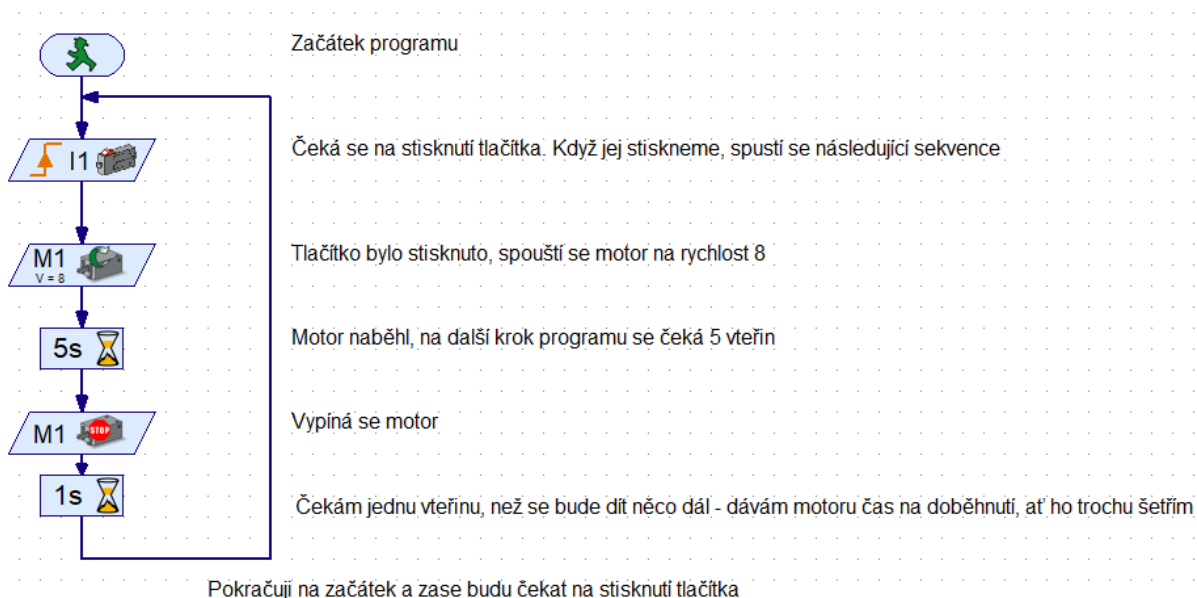 Začátek programu
I1
Čeká se na stisknutí tlačítka. Když jej stiskneme, spustí se následující sekvence
M1
V = 8
Tlačítko bylo stisknuto, spouští se motor na rychlost 8
5s
Motor naběhl, na další krok programu se čeká 5 vteřin
M1
STOP
Vypíná se motor
1s
Čekám jednu vteřinu, než se bude dít něco dál - dávám motoru čas na doběhnutí, ať ho trochu šetřím
Pokračuji na začátek a zase budu čekat na stisknutí tlačítka